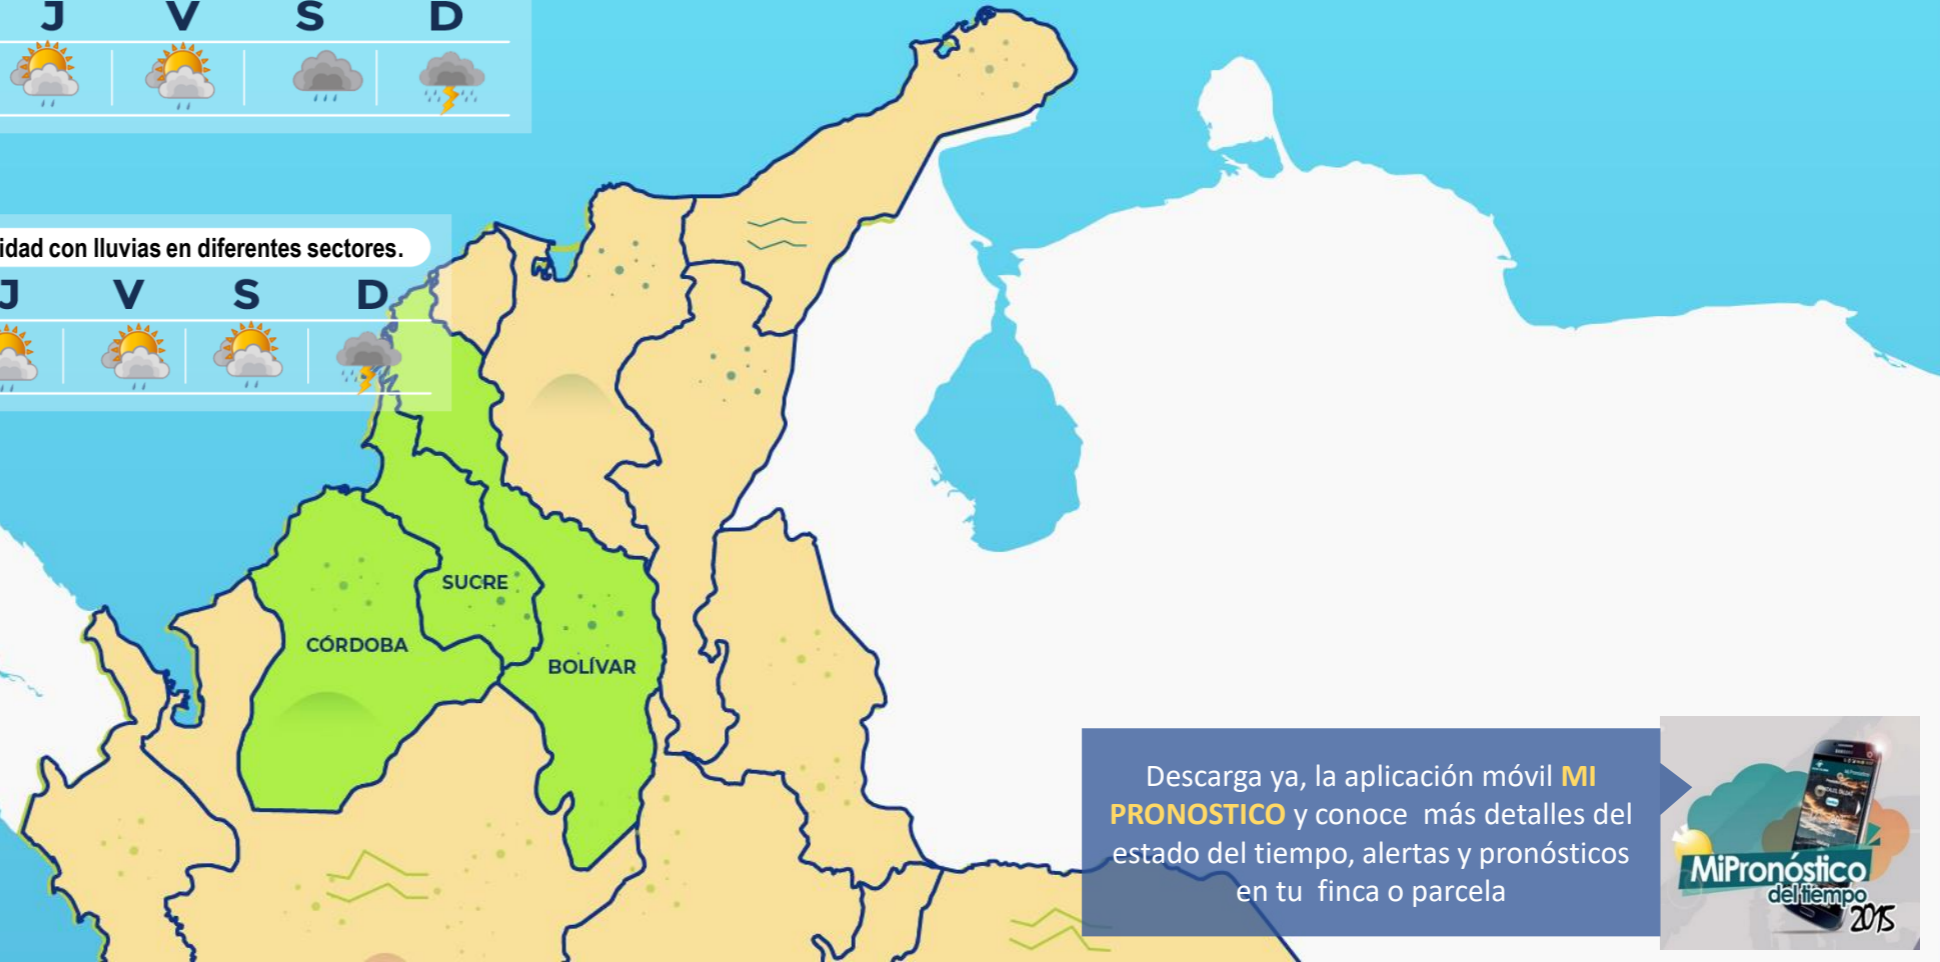 J V S D
idad con lluvias en diferentes sectores.
J V S D
SUCRE
CÓRDOBA
BOLÍVAR
Descarga ya, la aplicación móvil MI
PRONOSTICO y conoce más detalles del
estado del tiempo, alertas y pronósticos
en tu finca o parcela
MiPronóstico
del tiempo
2015